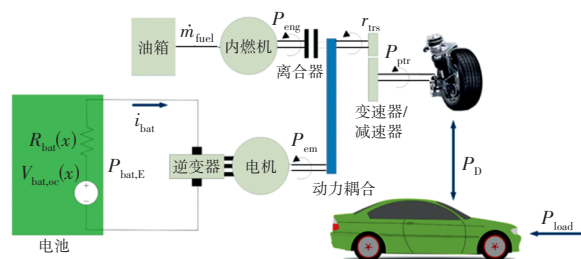 油箱
ṁfuel
内燃机
Peng
离合器
rtrs
Pptr
变速器/
减速器
Rbat(x)
Vbat,oc(x)
+
−
Pbat,E
ibat
逆变器
电机
Pem
动力耦合
电池
PD
Pload